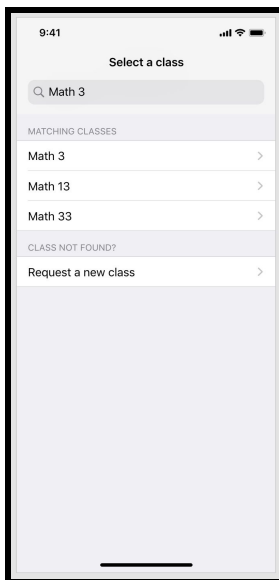 9:41
Select a class
Math 3
MATCHING CLASSES
Math 3
Math 13
Math 33
CLASS NOT FOUND?
Request a new class